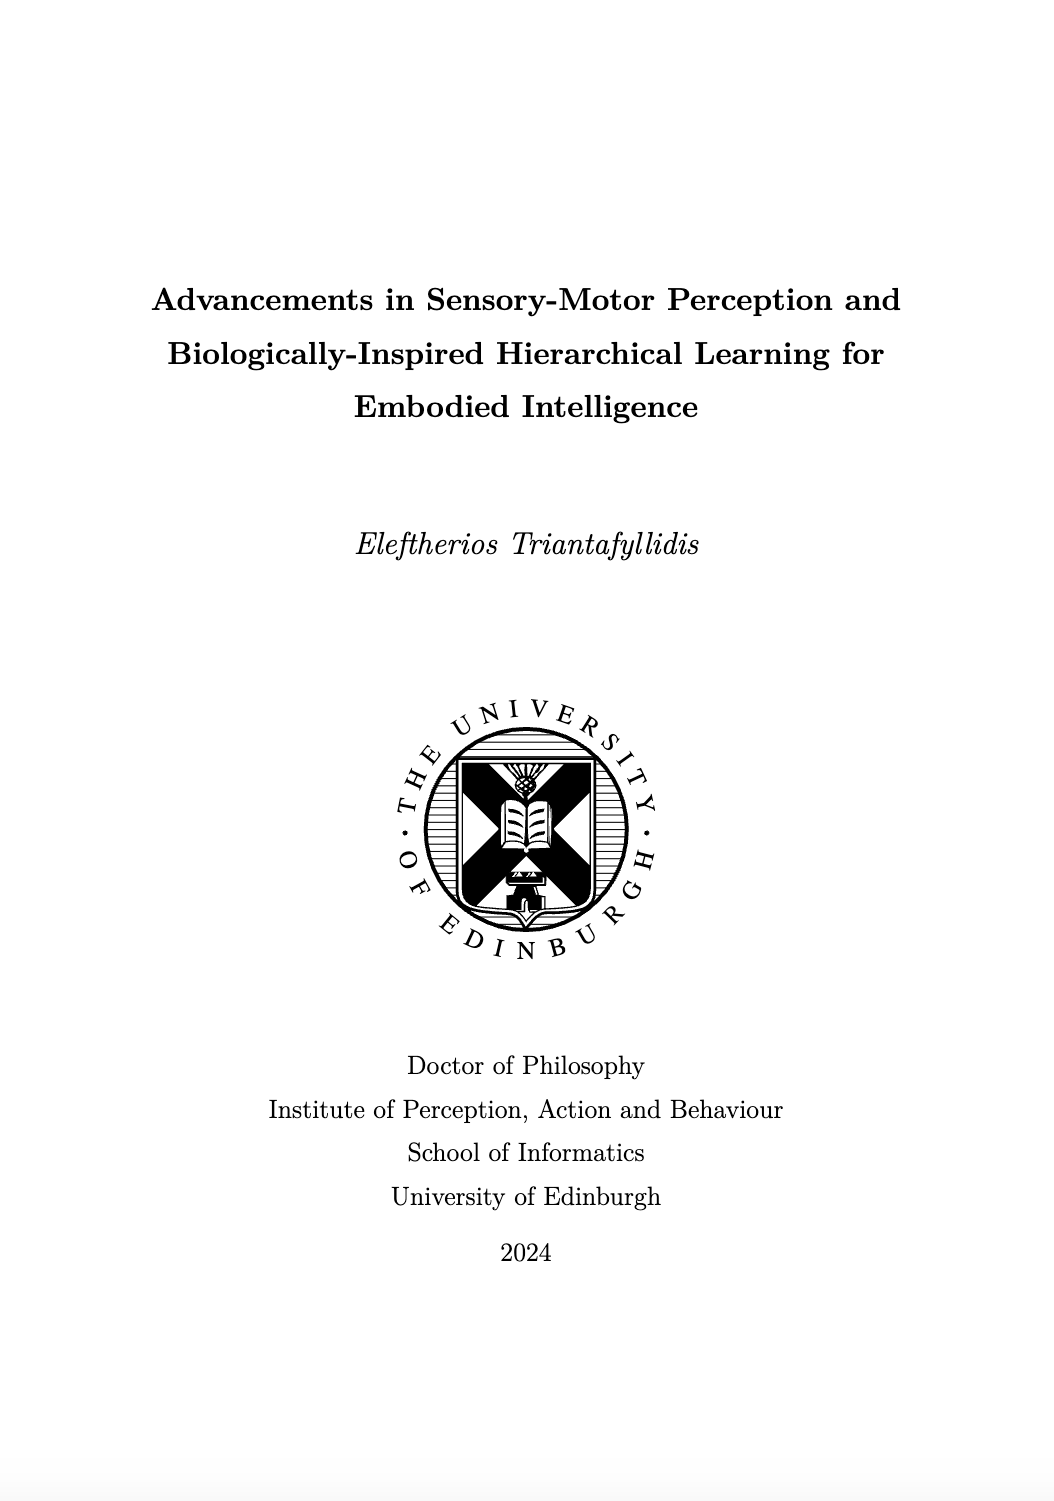 Advancements in Sensory-Motor Perception and
Biologically-Inspired Hierarchical Learning for
Embodied Intelligence
Eleftherios Triantafyllidis
· THE UNIVERSITY ·
OF EDINBURGH
Doctor of Philosophy
Institute of Perception, Action and Behaviour
School of Informatics
University of Edinburgh
2024